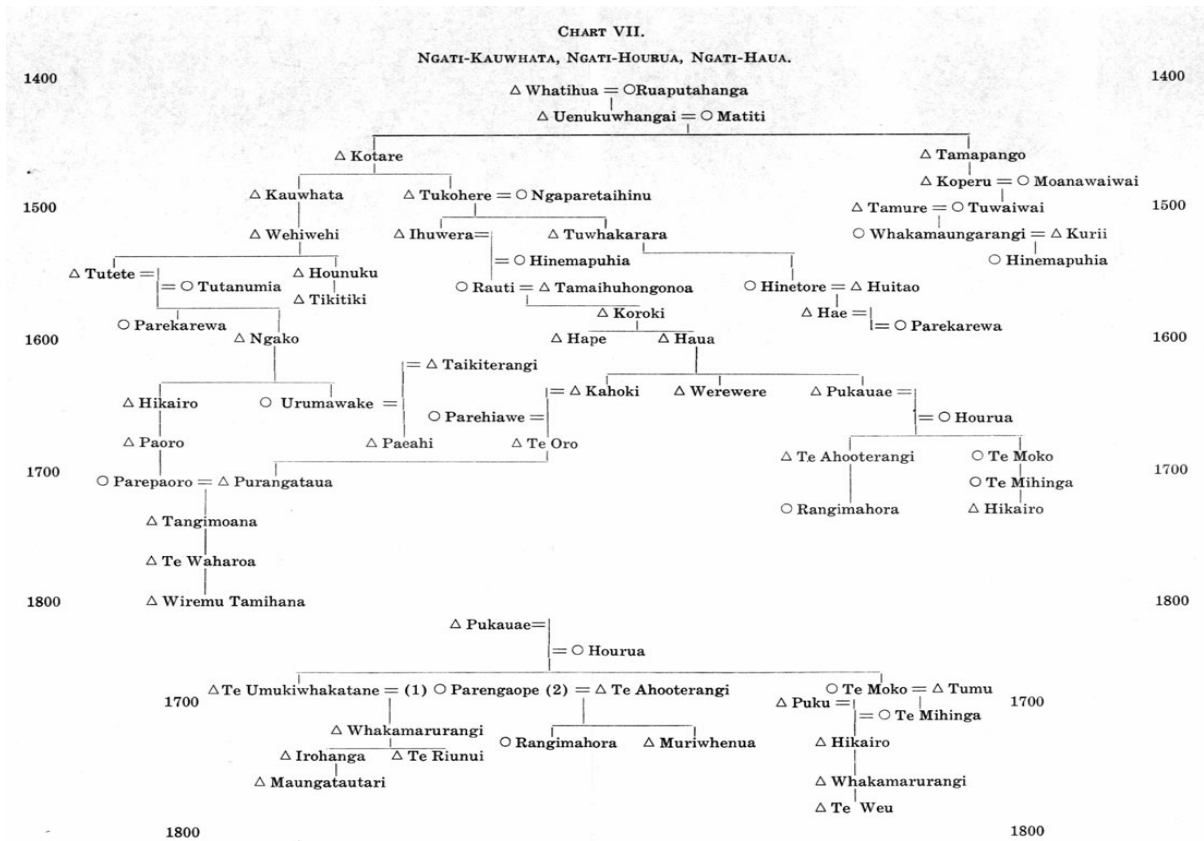 CHART VII.
NGATI-KAUWHATA, NGATI-HOURUA, NGATI-HAUA.
1400 1400
△ Whatihua = ○Ruaputahanga
△ Uenukuwhangai = ○ Matiti
△ Kotare △ Tamapango
△ Kauwhata △ Tukohere = ○ Ngaparetaihinu △ Koperu = ○ Moanawaiwai
1500 △ Tamure = ○ Tuwaiwai 1500
△ Wehiwehi △ Ihuwera= △ Tuwhakarara ○ Whakamaungarangi = △ Kurii
= ○ Hinemapuhia ○ Hinemapuhia
△ Tutete = △ Hounuku
= ○ Tutanumia ○ Rauti = △ Tamaihuhongonoa ○ Hinetore = △ Huitao
△ Tikitiki
△ Koroki △ Hae =
○ Parekarewa = ○ Parekarewa
1600 △ Ngako △ Hape △ Haua 1600
= △ Taikiterangi
△ Hikairo ○ Urumawake = = △ Kahoki △ Werewere △ Pukauae =
○ Parehiawe = = ○ Hourua
△ Paoro △ Paeahi △ Te Oro
△ Te Ahooterangi ○ Te Moko
1700 1700
○ Parepaoro = △ Purangataua ○ Te Mihinga
○ Rangimahora △ Hikairo
△ Tangimoana
△ Te Waharoa
1800 △ Wiremu Tamihana 1800
△ Pukauae=
= ○ Hourua
△Te Umukiwhakatane = (1) ○ Parengaope (2) = △ Te Ahooterangi ○ Te Moko = △ Tumu
1700 △ Puku = 1700
= ○ Te Mihinga
△ Whakamarurangi ○ Rangimahora △ Muriwhenua △ Hikairo
△ Irohanga △ Te Riunui
△ Maungatautari △ Whakamarurangi
△ Te Weu
1800 1800